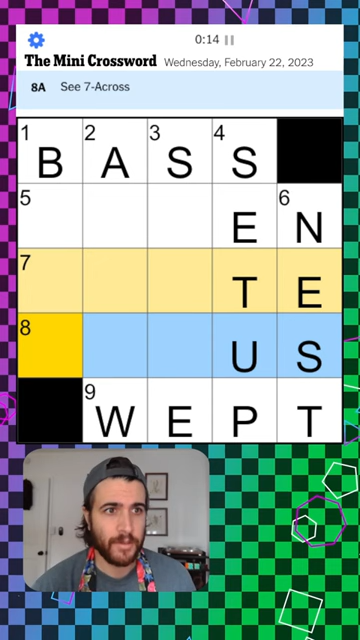 0:14
The Mini Crossword Wednesday, February 22, 2023
8A See 7-Across
1 B 2 A 3 S 4 S
5 E 6 N
7 T E
8 U S
9 W E P T